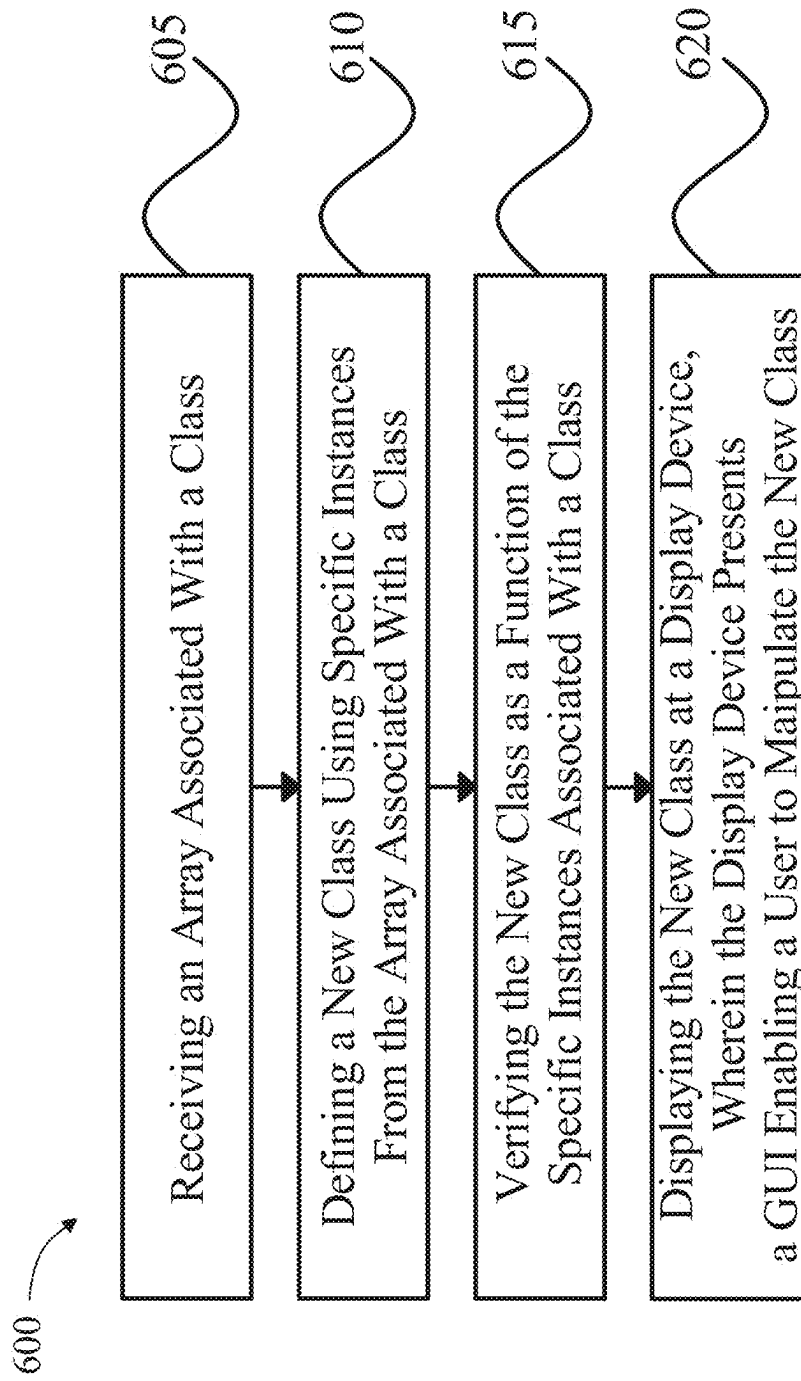 600
Receiving an Array Associated With a Class
605
Defining a New Class Using Specific Instances
From the Array Associated With a Class
610
Verifying the New Class as a Function of the
Specific Instances Associated With a Class
615
Displaying the New Class at a Display Device,
Wherein the Display Device Presents
a GUI Enabling a User to Maipulate the New Class
620